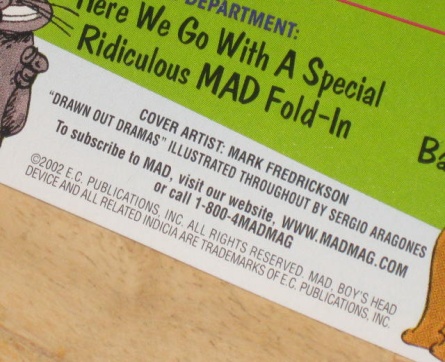 DEPARTMENT:
Here We Go With A Special
Ridiculous MAD Fold-In
COVER ARTIST: MARK FREDRICKSON
"DRAWN OUT DRAMAS" ILLUSTRATED THROUGHOUT BY SERGIO ARAGONES
To subscribe to MAD, visit our website, WWW.MADMAG.COM
or call 1-800-4MADMAG
©2002 E.C. PUBLICATIONS, INC. ALL RIGHTS RESERVED. MAD, BOY'S HEAD
DEVICE AND ALL RELATED INDICIA ARE TRADEMARKS OF E.C. PUBLICATIONS, INC.